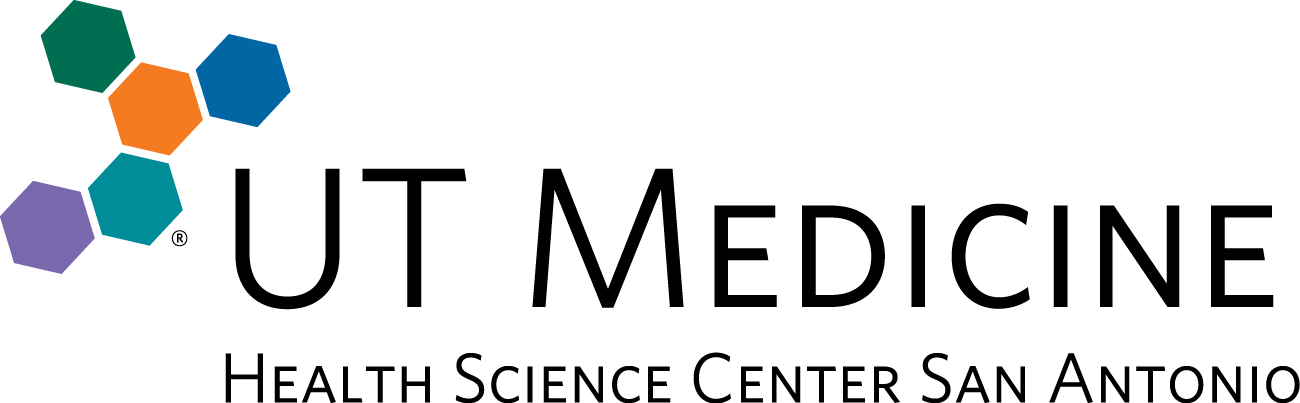 ®
UT MEDICINE
HEALTH SCIENCE CENTER SAN ANTONIO